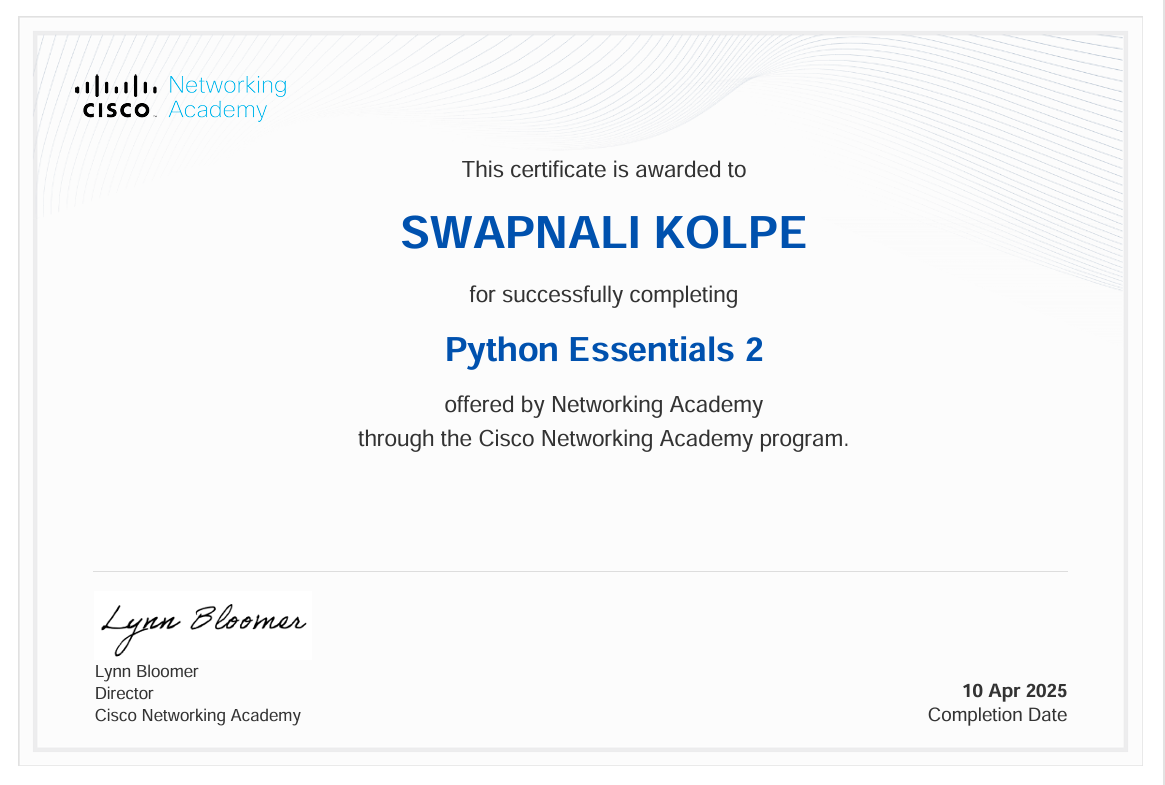 Networking
CISCO Academy
This certificate is awarded to
SWAPNALI KOLPE
for successfully completing
Python Essentials 2
offered by Networking Academy
through the Cisco Networking Academy program.
Lynn Bloomer
Lynn Bloomer
Director
Cisco Networking Academy
10 Apr 2025
Completion Date